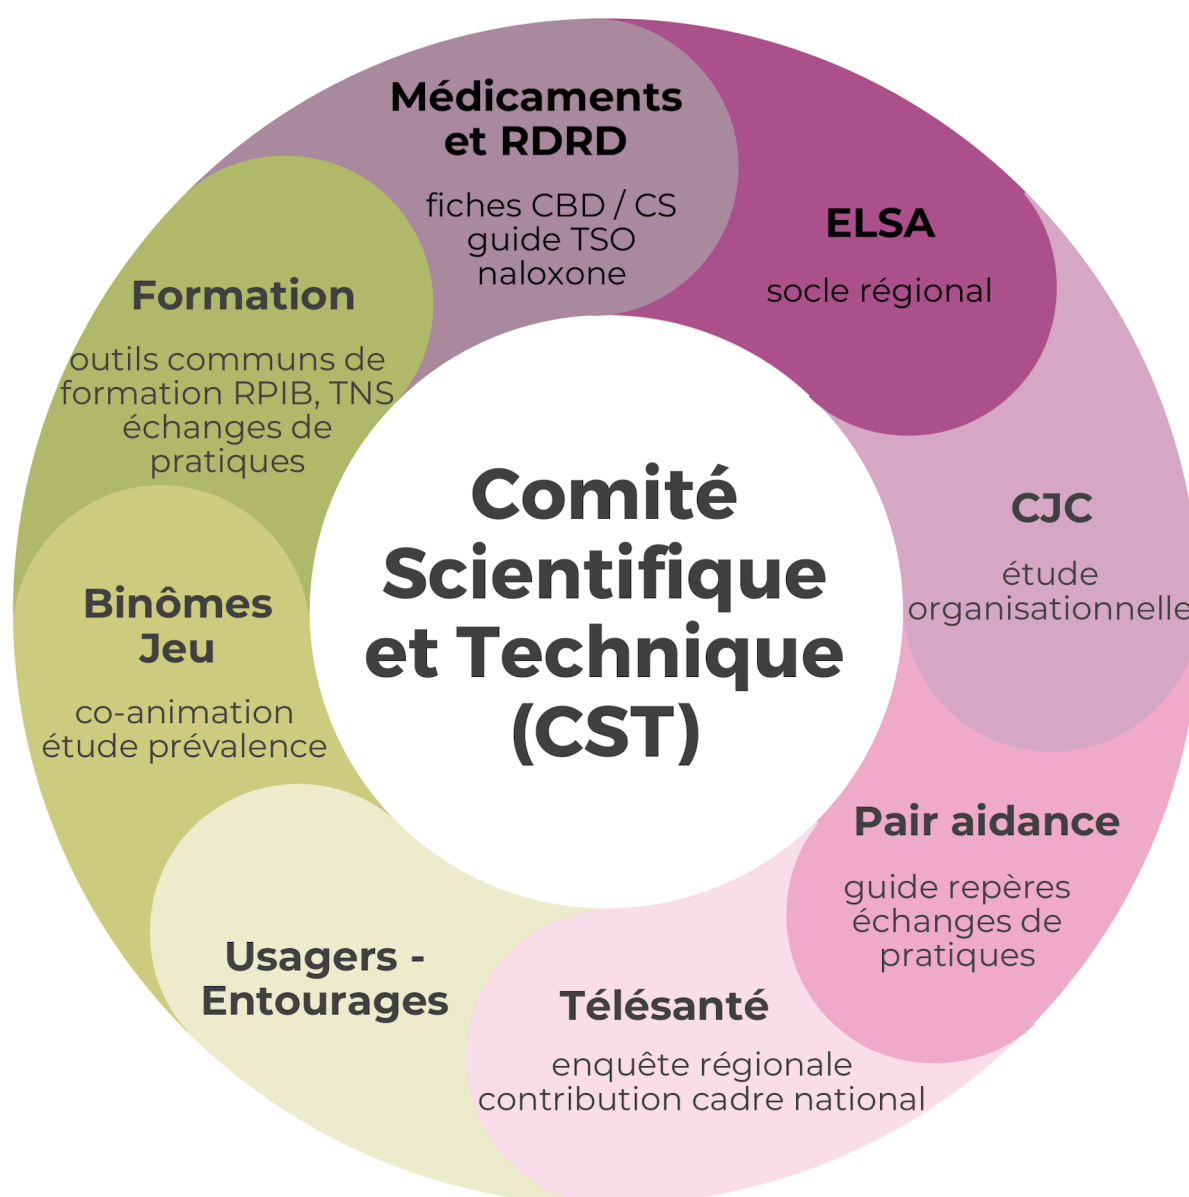 Médicaments
et RDRD
fiches CBD / CS
guide TSO
naloxone
ELSA
socle régional
CJC
étude
organisationnelle
Pair aidance
guide repères
échanges de
pratiques
Télésanté
enquête régionale
contribution cadre national
Usagers -
Entourages
Binômes
Jeu
co-animation
étude prévalence
Formation
outils communs de
formation RPIB, TNS
échanges de
pratiques
Comité
Scientifique
et Technique
(CST)